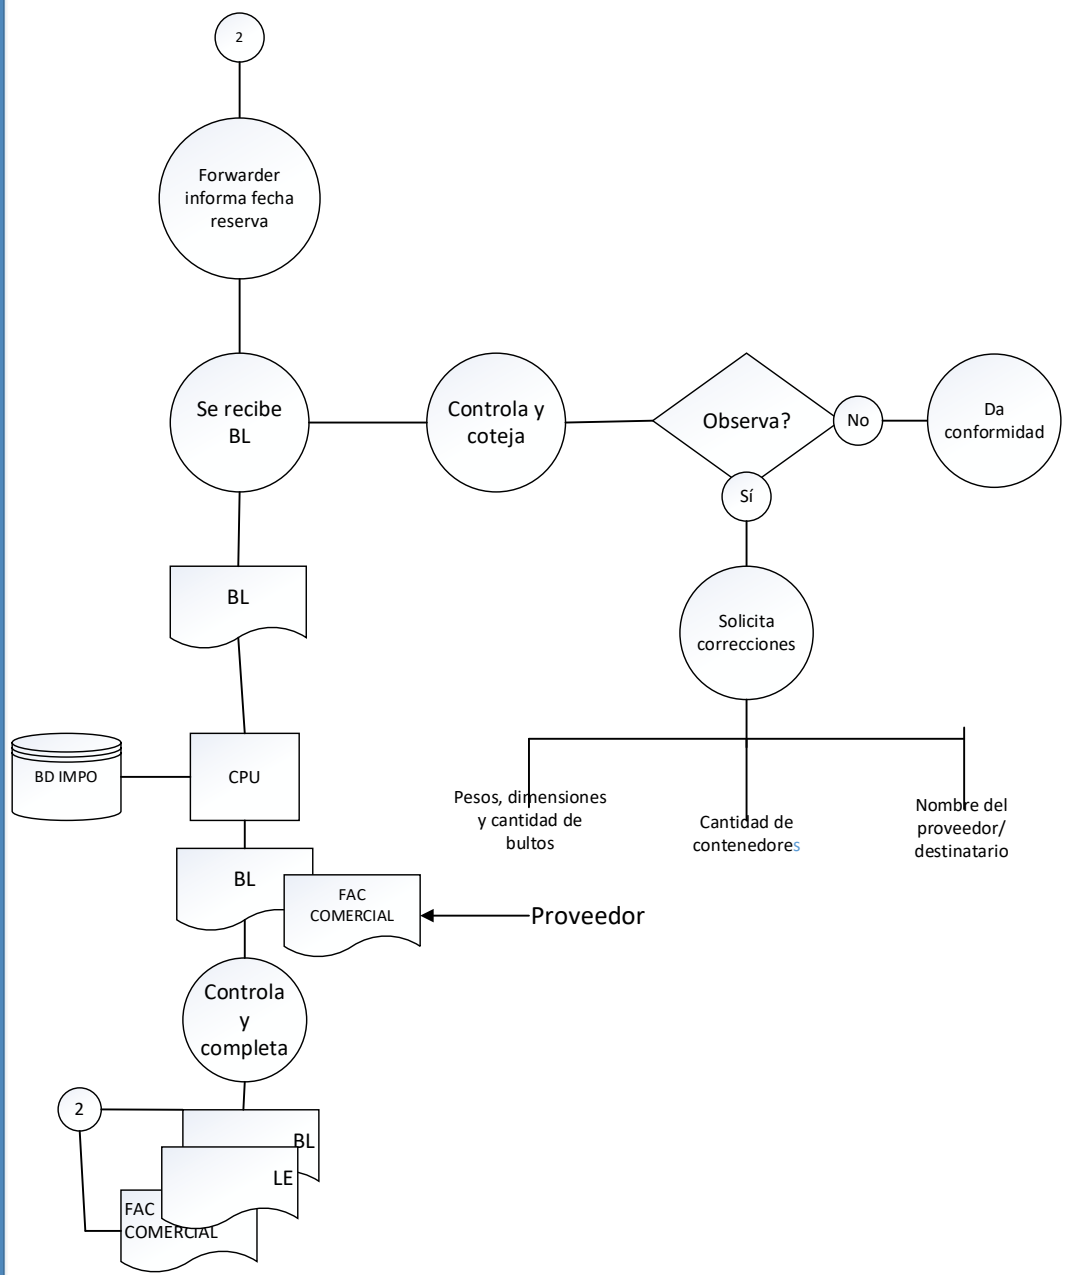 2
Forwarder
informa fecha
reserva
Se recibe
BL
Controla y
coteja
Observa?
No
Da
conformidad
Sí
BL
Solicita
correcciones
BD IMPO
CPU
Pesos, dimensiones
y cantidad de
bultos
Cantidad de
contenedores
Nombre del
proveedor/
destinatario
BL
FAC
COMERCIAL
Proveedor
Controla
y
completa
2
BL
LE
FAC
COMERCIAL